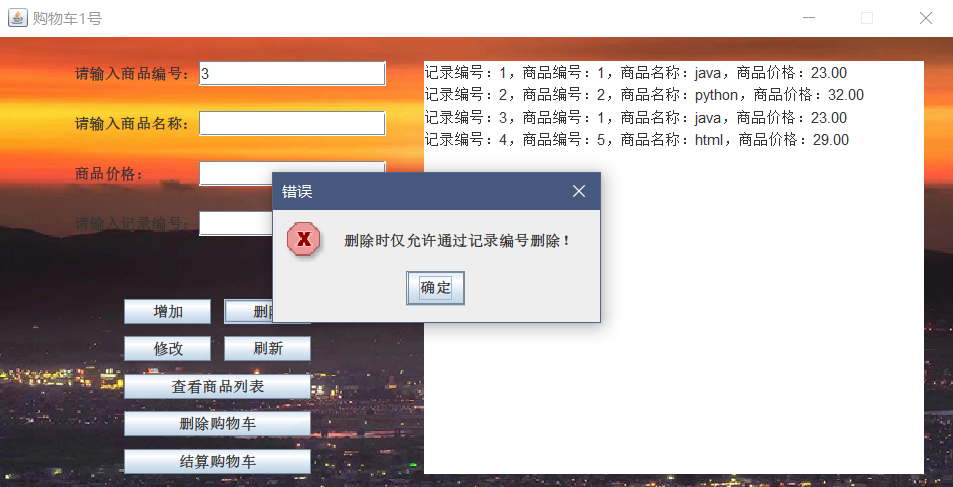 购物车1号
请输入商品编号：3
请输入商品名称：
商品价格：
请输入记录编号：
记录编号：1，商品编号：1，商品名称：java，商品价格：23.00
记录编号：2，商品编号：2，商品名称：python，商品价格：32.00
记录编号：3，商品编号：1，商品名称：java，商品价格：23.00
记录编号：4，商品编号：5，商品名称：html，商品价格：29.00
错误
删除时仅允许通过记录编号删除！
确定
增加 删
修改 刷新
查看商品列表
删除购物车
结算购物车